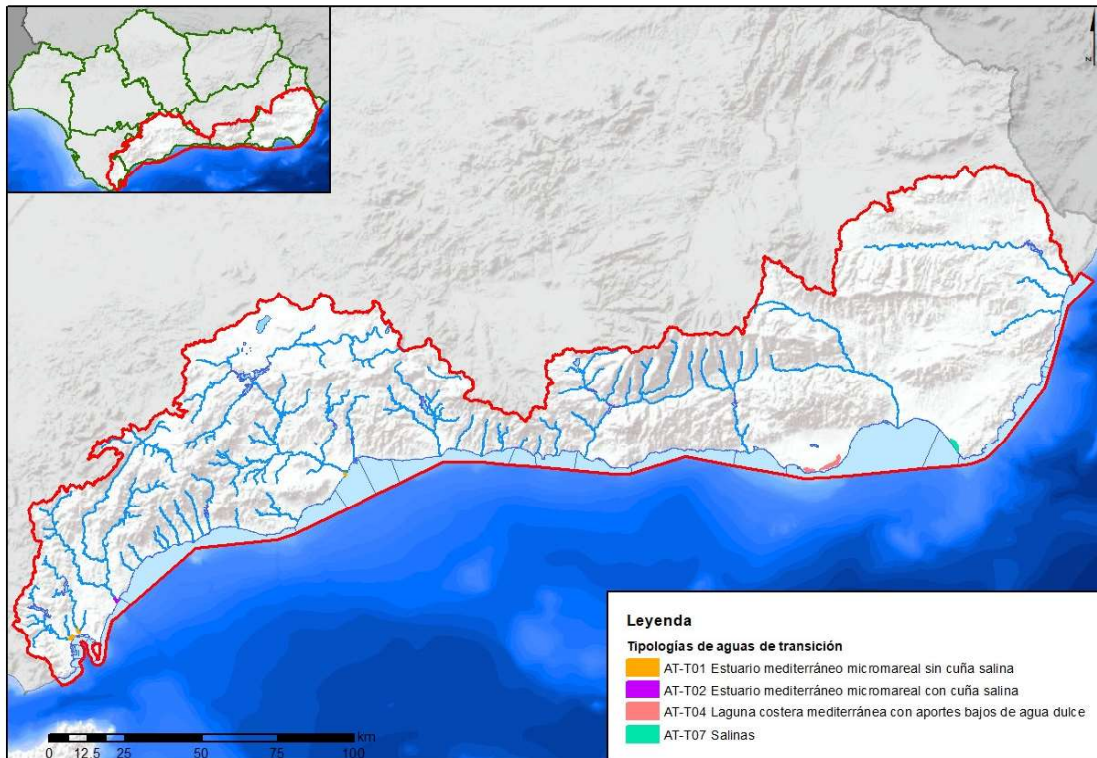 N
Leyenda
Tipologías de aguas de transición
AT-T01 Estuario mediterráneo micromareal sin cuña salina
AT-T02 Estuario mediterráneo micromareal con cuña salina
AT-T04 Laguna costera mediterránea con aportes bajos de agua dulce
AT-T07 Salinas
km
0 12,5 25 50 75 100